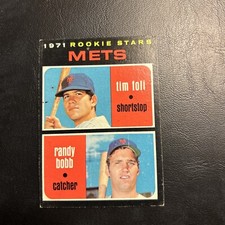 1971 ROOKIE STARS
METS
tim foli
•
shortstop
randy
bobb
•
catcher